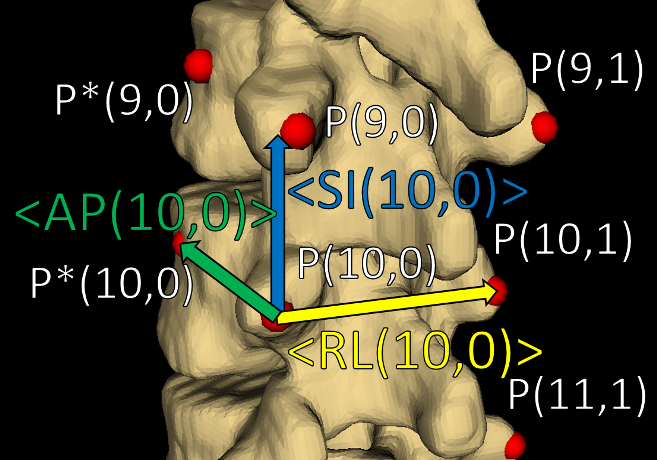 P(9,1)
P*(9,0)
P(9,0)
<SI(10,0)>
<AP(10,0)>
P(10,1)
P(10,0)
P*(10,0)
<RL(10,0)>
P(11,1)